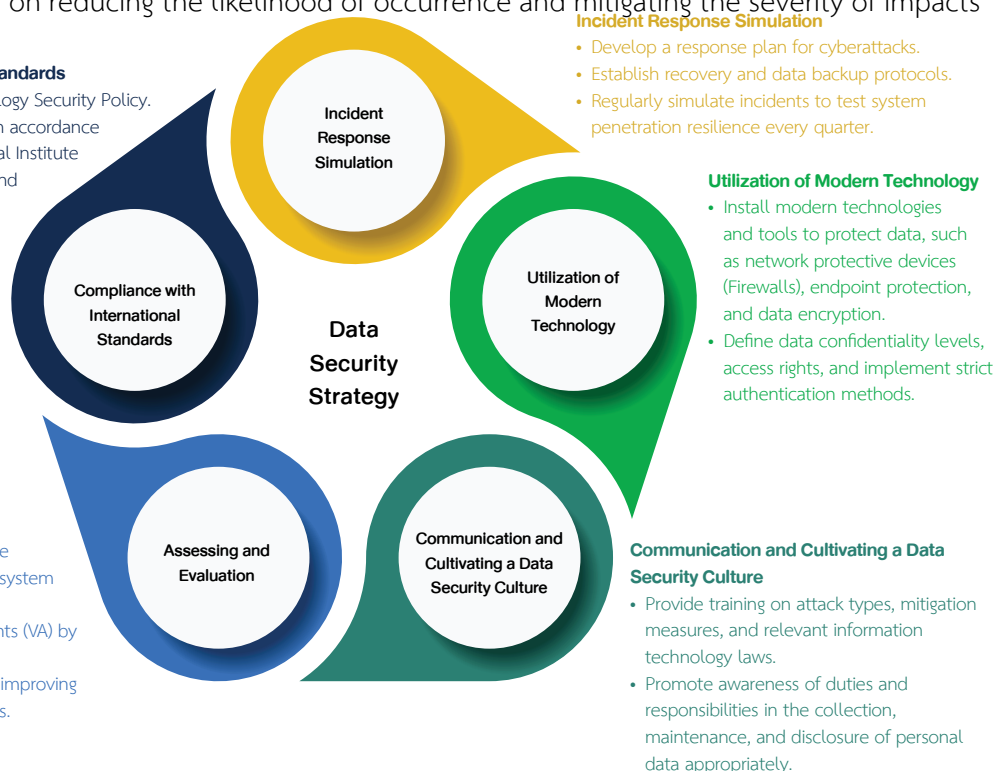 on reducing the likelihood of occurrence and mitigating the severity of impacts
Incident Response Simulation
• Develop a response plan for cyberattacks.
• Establish recovery and data backup protocols.
• Regularly simulate incidents to test system
penetration resilience every quarter.
andards
logy Security Policy.
n accordance
al Institute
nd
Incident
Response
Simulation
Utilization of Modern Technology
• Install modern technologies
and tools to protect data, such
as network protective devices
(Firewalls), endpoint protection,
and data encryption.
• Define data confidentiality levels,
access rights, and implement strict
authentication methods.
Compliance with
International
Standards
Utilization of
Modern
Technology
Data
Security
Strategy
Assessing and
Evaluation
Communication and
Cultivating a Data
Security Culture
e
system
nts (VA) by
improving
s.
Communication and Cultivating a Data
Security Culture
• Provide training on attack types, mitigation
measures, and relevant information
technology laws.
• Promote awareness of duties and
responsibilities in the collection,
maintenance, and disclosure of personal
data appropriately.